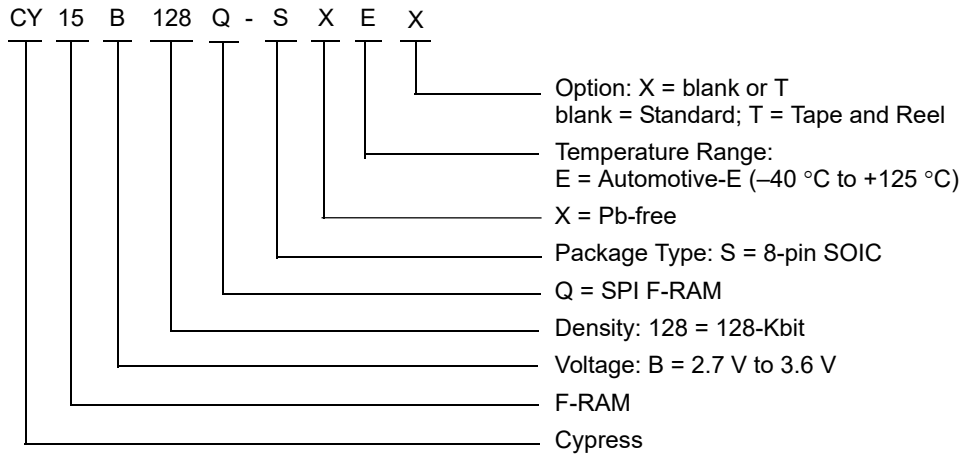 CY 15 B 128 Q - S X E X
Option: X = blank or T
blank = Standard; T = Tape and Reel
Temperature Range:
E = Automotive-E (–40 °C to +125 °C)
X = Pb-free
Package Type: S = 8-pin SOIC
Q = SPI F-RAM
Density: 128 = 128-Kbit
Voltage: B = 2.7 V to 3.6 V
F-RAM
Cypress